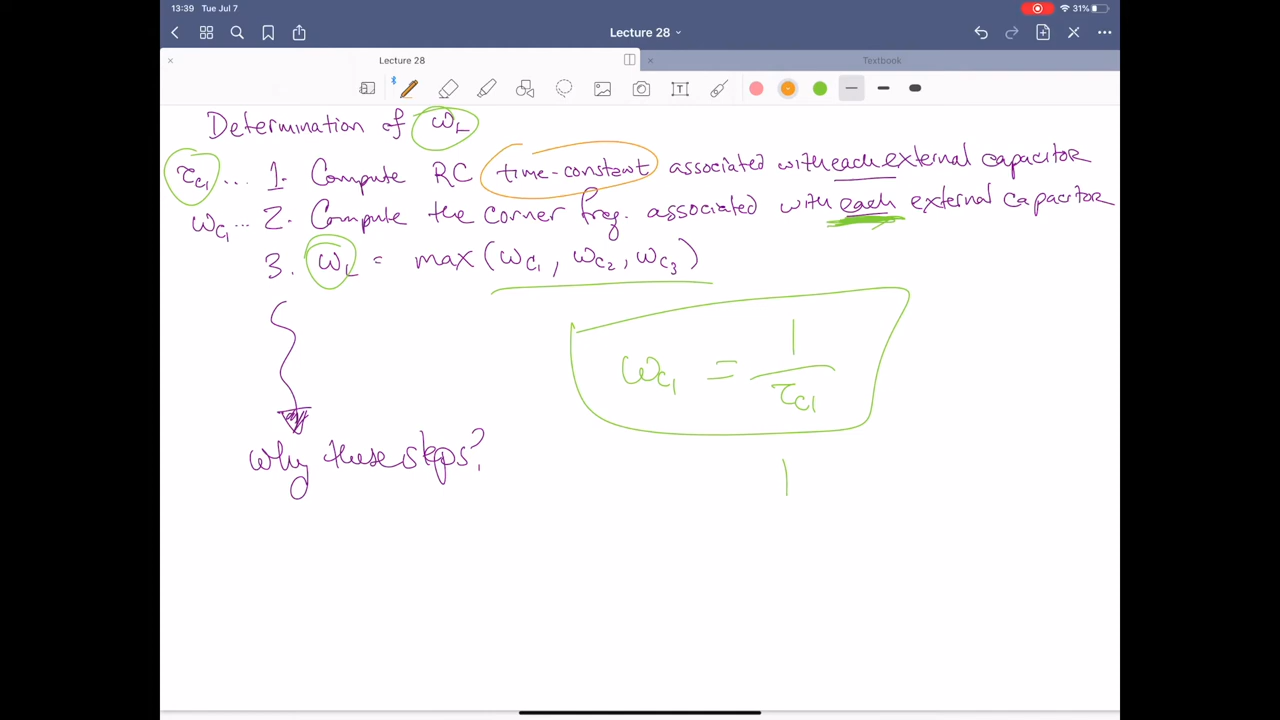 13:39 Tue Jul 7
31%
Lecture 28
Lecture 28
Textbook
Determination of ωL
τC1 ... 1. Compute RC time-constant associated with each external capacitor
ωC1 ... 2. Compute the corner freq. associated with each external capacitor
3. ωL = max (ωC1, ωC2, ωC3)
ωC1 = 1/τC1
Why these steps?
1